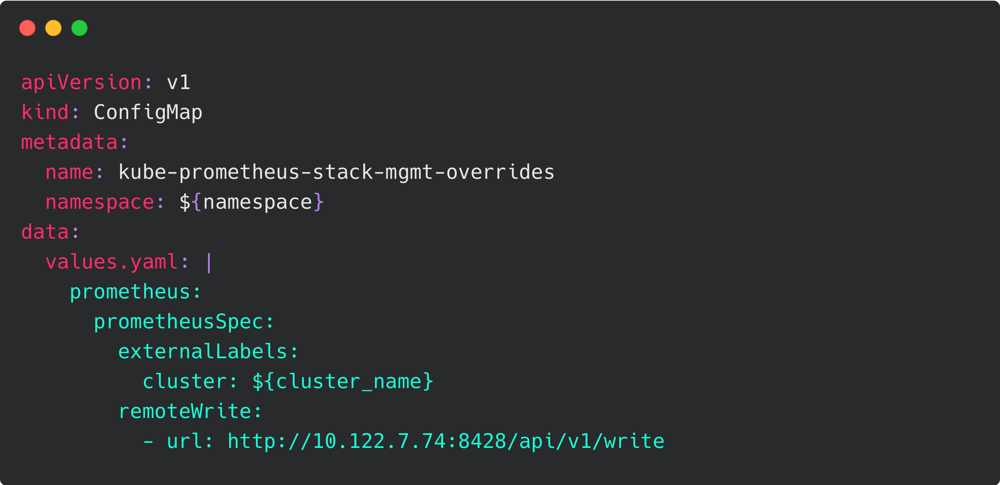 apiVersion: v1
kind: ConfigMap
metadata:
  name: kube-prometheus-stack-mgmt-overrides
  namespace: ${namespace}
data:
  values.yaml: |
    prometheus:
      prometheusSpec:
        externalLabels:
          cluster: ${cluster_name}
        remoteWrite:
          - url: http://10.122.7.74:8428/api/v1/write